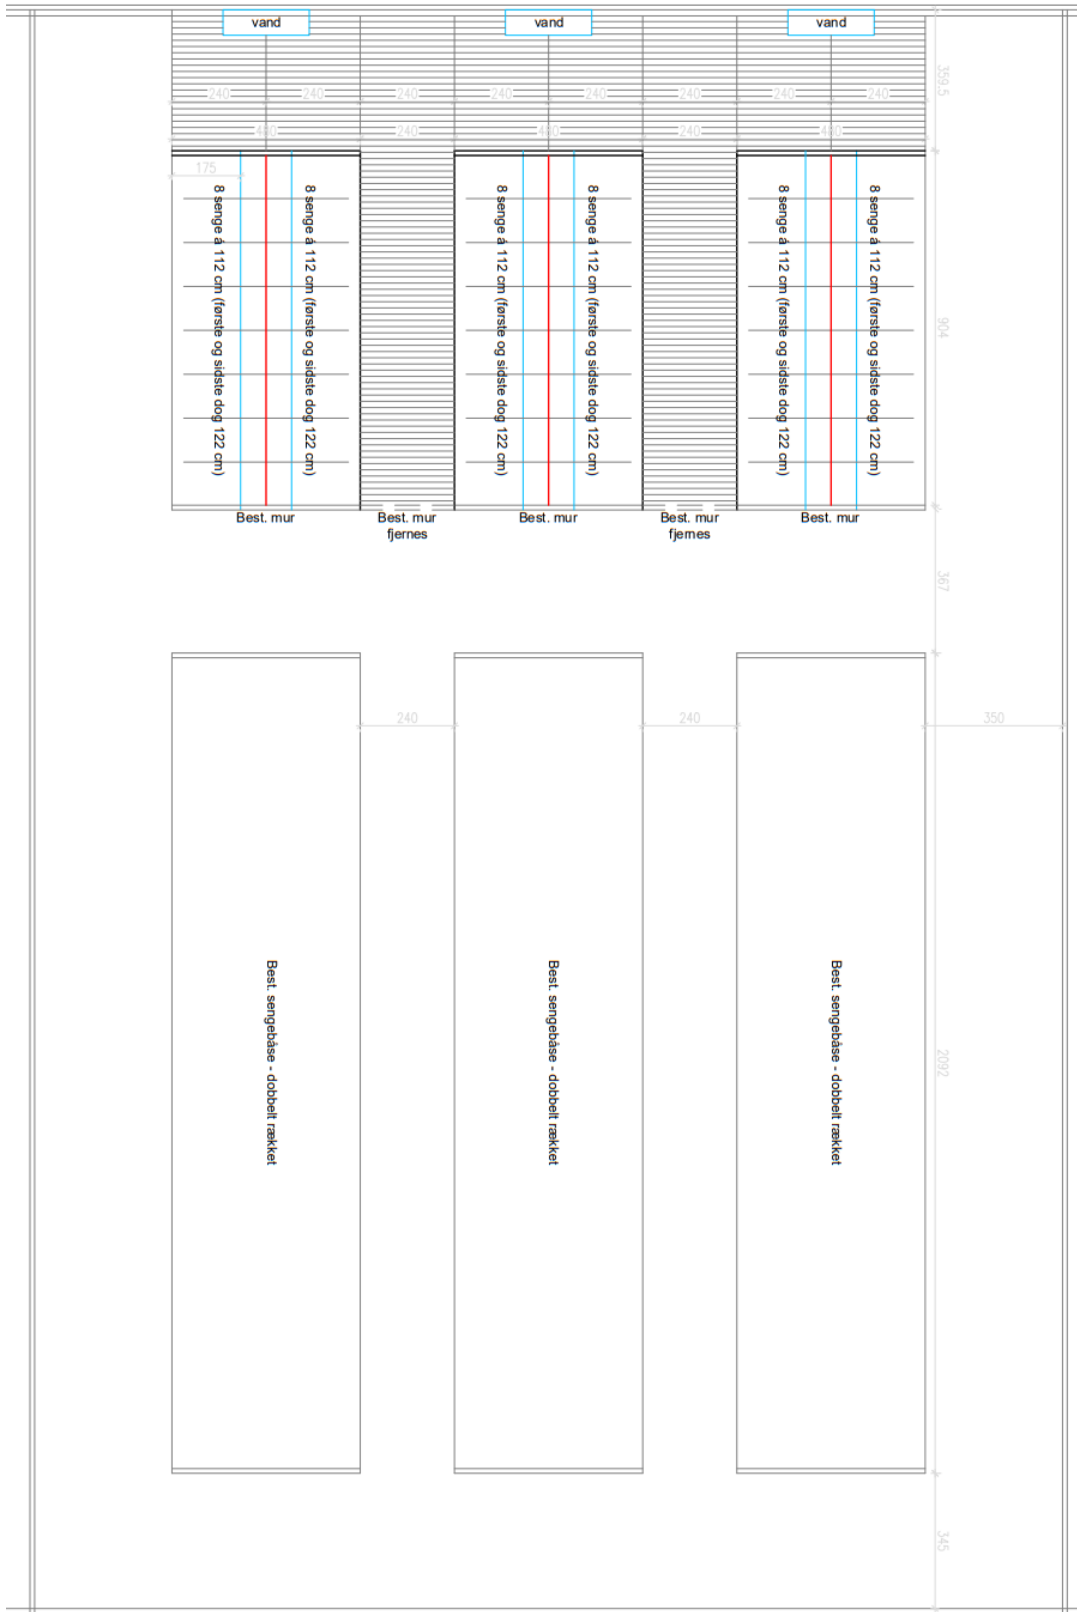 vand vand vand
359.5
240 240 240 240 240 240 240 240
480 240 480 240 480
175
8 senge á 112 cm (første og sidste dog 122 cm)
8 senge á 112 cm (første og sidste dog 122 cm)
8 senge á 112 cm (første og sidste dog 122 cm)
8 senge á 112 cm (første og sidste dog 122 cm)
8 senge á 112 cm (første og sidste dog 122 cm)
8 senge á 112 cm (første og sidste dog 122 cm)
904
Best. mur
Best. mur
fjernes
Best. mur
Best. mur
fjernes
Best. mur
367
240 240 350
Best. sengebåse - dobbelt rækket
Best. sengebåse - dobbelt rækket
Best. sengebåse - dobbelt rækket
2092
345